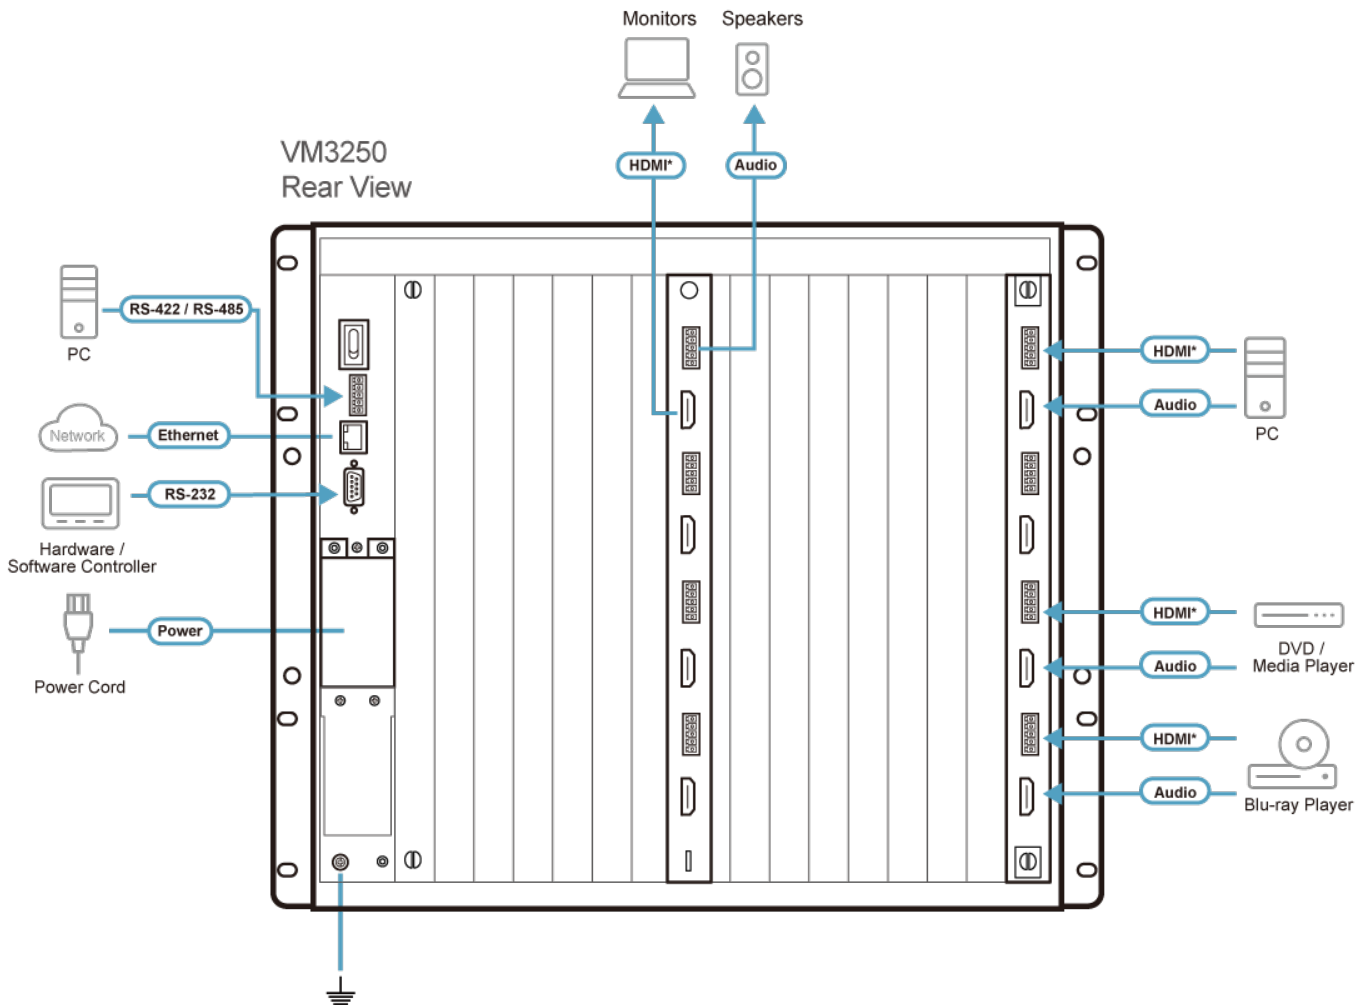 Monitors
Speakers
HDMI*
Audio
VM3250
Rear View
RS-422 / RS-485
PC
Network
Ethernet
RS-232
Hardware /
Software Controller
Power
Power Cord
HDMI*
Audio
PC
HDMI*
Audio
DVD /
Media Player
HDMI*
Audio
Blu-ray Player